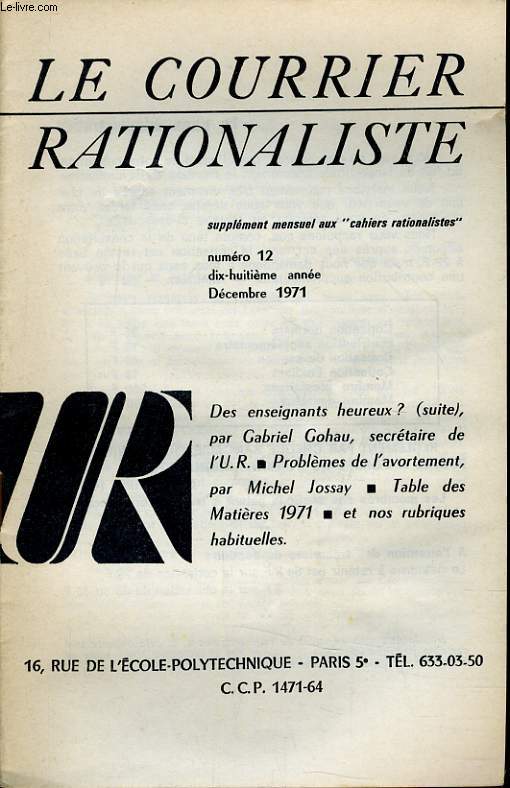 Le-livre.com
LE COURRIER
RATIONALISTE
supplément mensuel aux "cahiers rationalistes"
numéro 12
dix-huitième année
Décembre 1971
UR
Des enseignants heureux ? (suite),
par Gabriel Gohau, secrétaire de
l'U.R. ■ Problèmes de l'avortement,
par Michel Jossay ■ Table des
Matières 1971 ■ et nos rubriques
habituelles.
16, RUE DE L'ÉCOLE-POLYTECHNIQUE - PARIS 5e - TÉL. 633-03-50
C.C.P. 1471-64